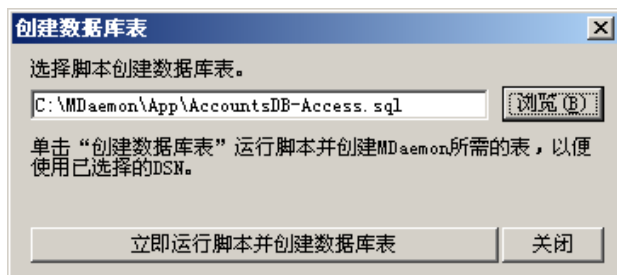 创建数据库表
选择脚本创建数据库表。
C:\MDaemon\App\AccountsDB-Access.sql
浏览(B)
单击“创建数据库表”运行脚本并创建MDaemon所需的表，以便
使用已选择的DSN。
立即运行脚本并创建数据库表
关闭